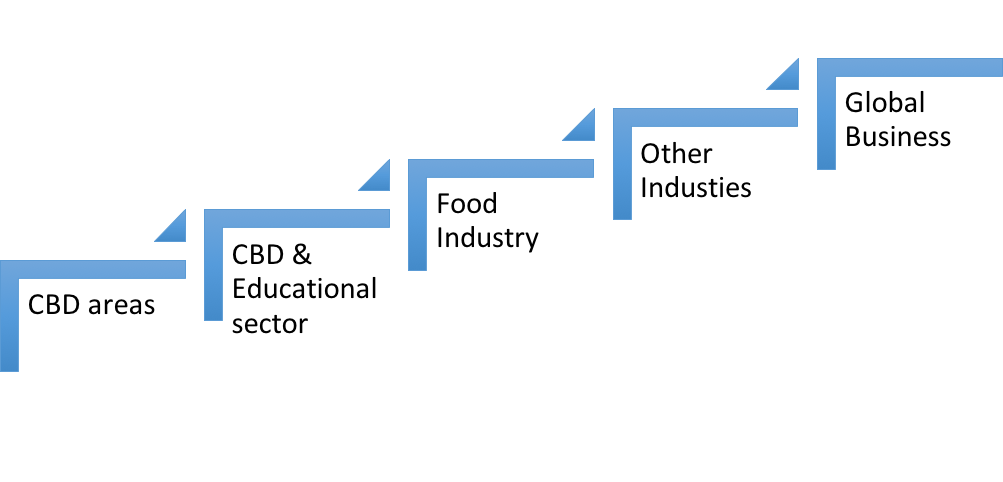 CBD areas
CBD &
Educational
sector
Food
Industry
Other
Industies
Global
Business